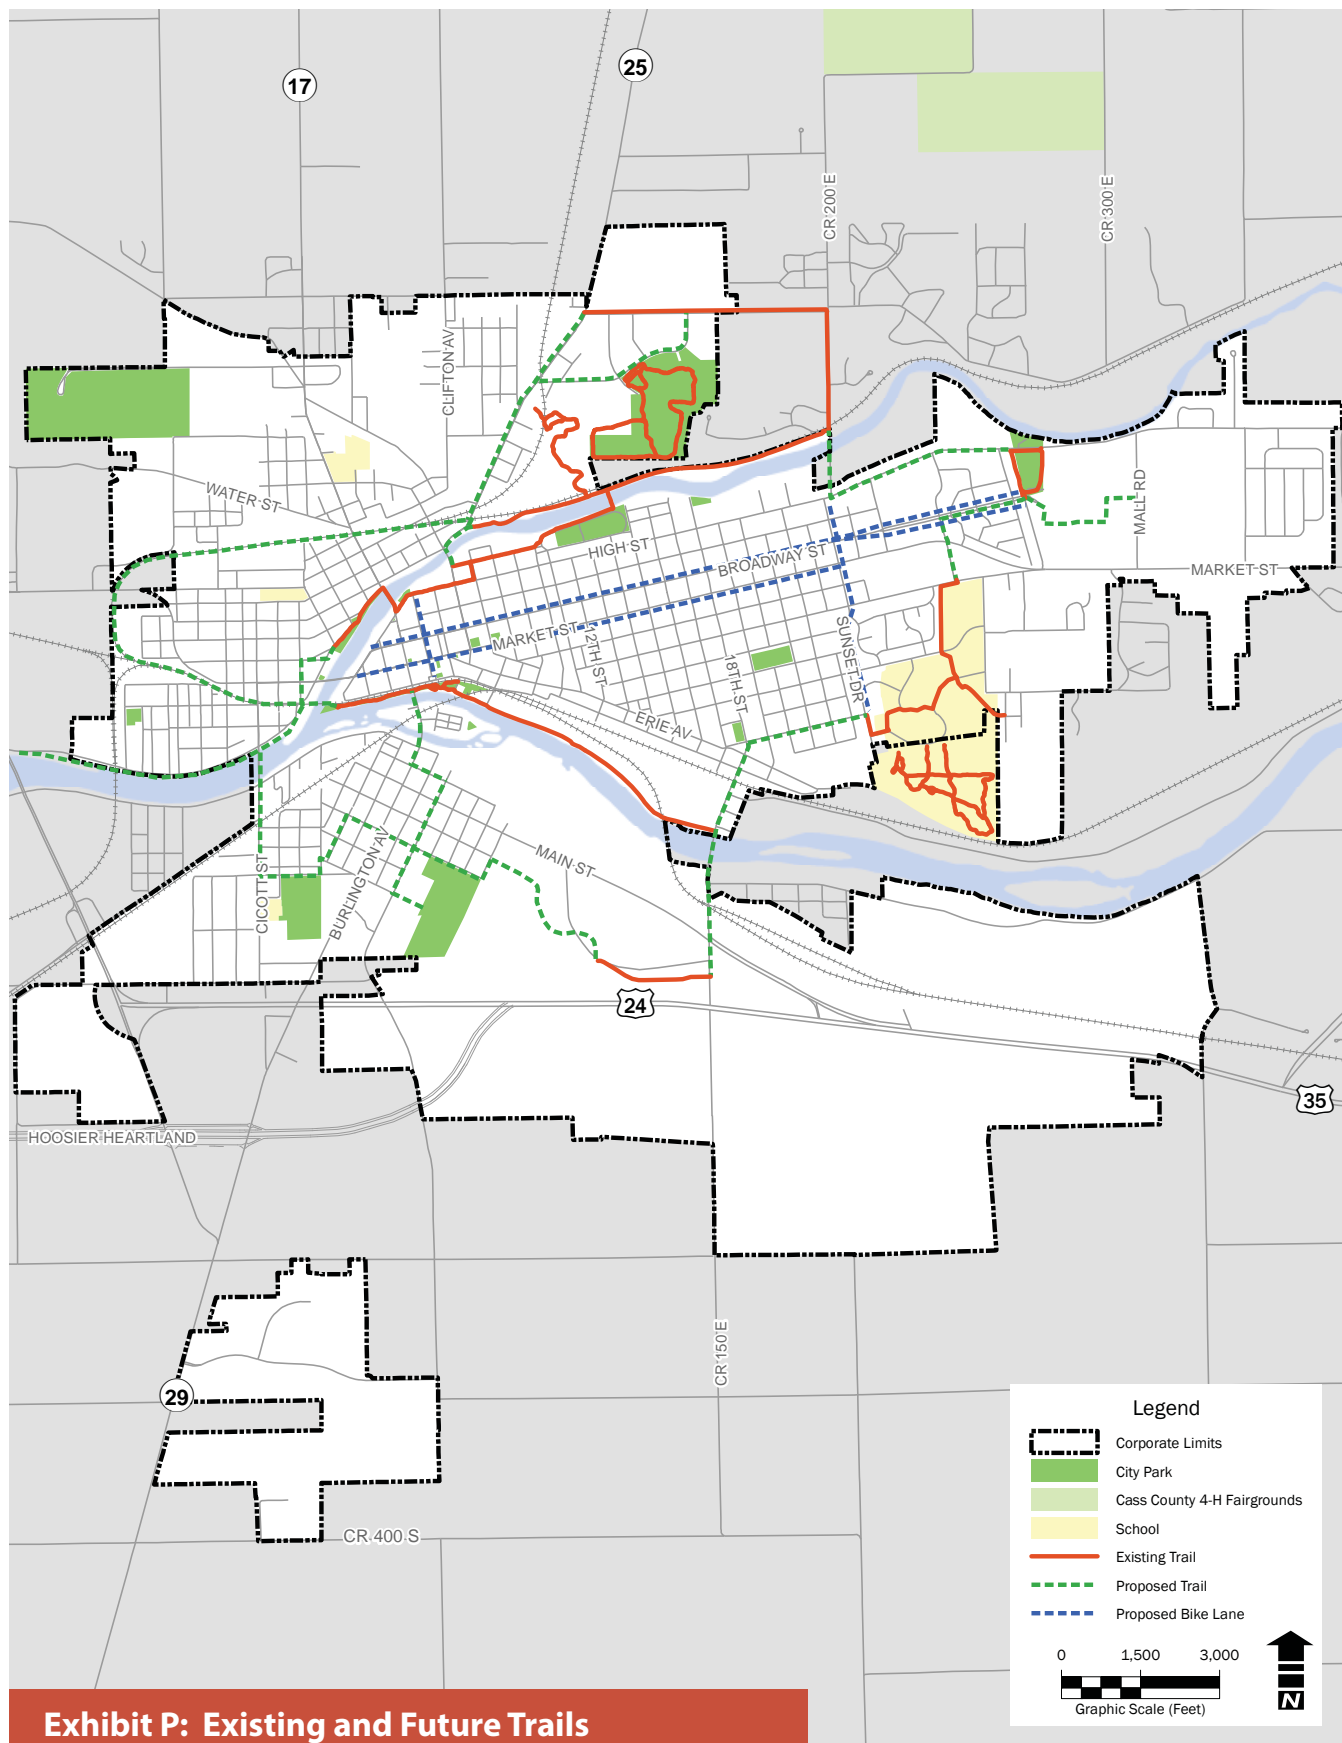 25
17
CR 200 E
CR 300 E
CLIFTON AV
WATER ST
MALL RD
HIGH ST
BROADWAY ST
MARKET ST
MARKET ST
12TH ST
SUNSET DR
18TH ST
ERIE AV
MAIN ST
CICOTT ST
BURLINGTON AV
24
35
HOOSIER HEARTLAND
CR 150 E
29
CR 400 S
Legend
Corporate Limits
City Park
Cass County 4-H Fairgrounds
School
Existing Trail
Proposed Trail
Proposed Bike Lane
0 1,500 3,000
Graphic Scale (Feet)
N
Exhibit P: Existing and Future Trails